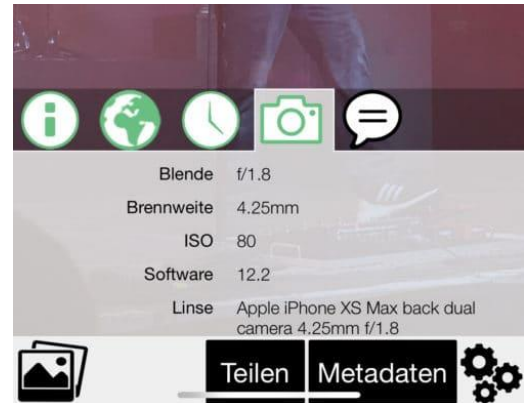 Blende f/1.8
Brennweite 4.25mm
ISO 80
Software 12.2
Linse Apple iPhone XS Max back dual
camera 4.25mm f/1.8
Teilen Metadaten